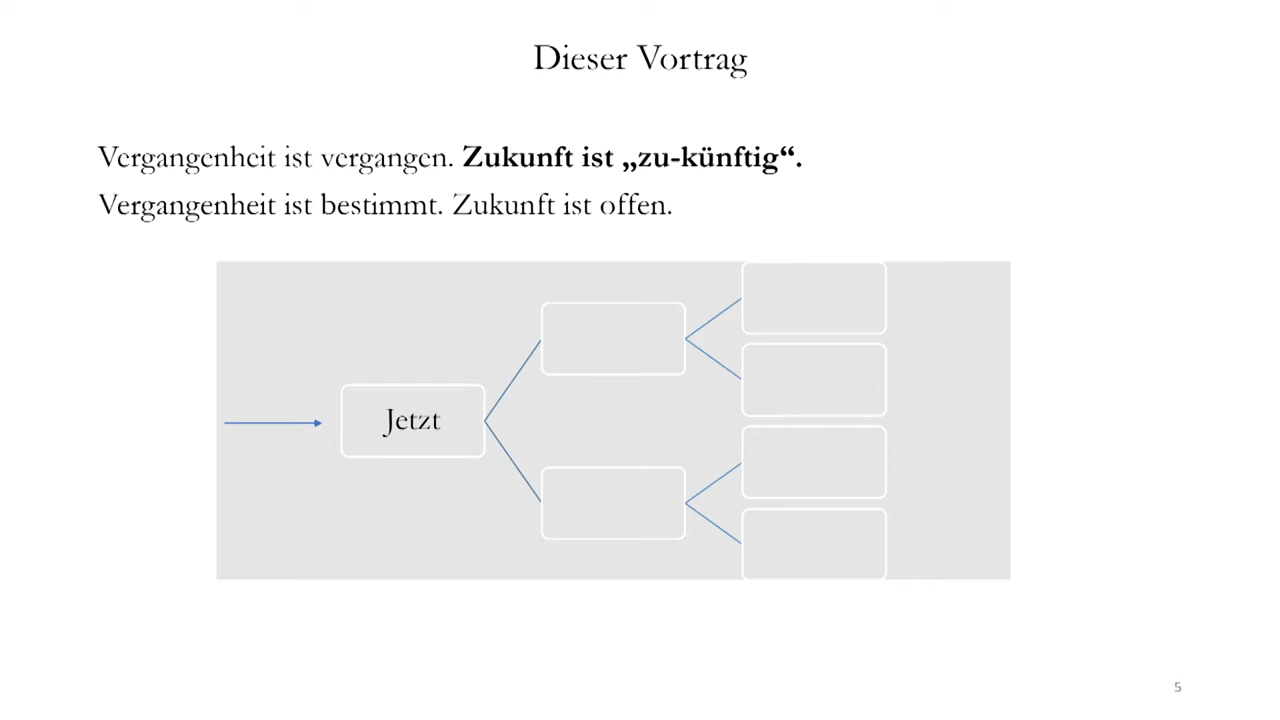 Dieser Vortrag
Vergangenheit ist vergangen. Zukunft ist „zu-künftig“.
Vergangenheit ist bestimmt. Zukunft ist offen.
Jetzt
5